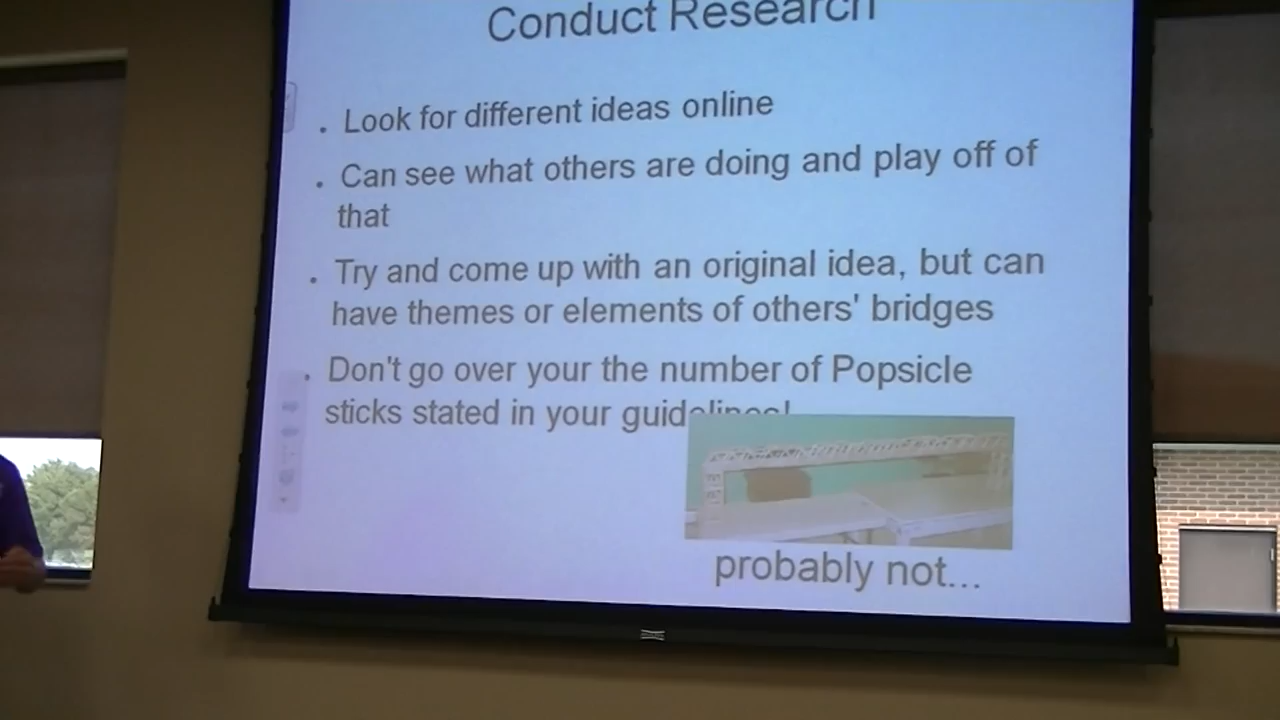 Conduct Research
. Look for different ideas online
. Can see what others are doing and play off of
that
. Try and come up with an original idea, but can
have themes or elements of others' bridges
. Don't go over your the number of Popsicle
sticks stated in your guidelines!
probably not...